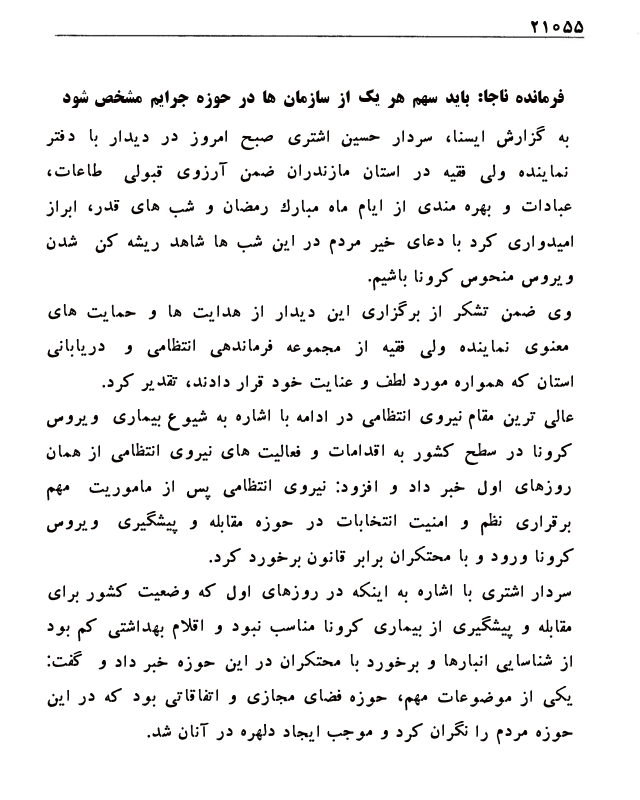 ۲۱۰۵۵
فرمانده ناجا: باید سهم هر یک از سازمان ها در حوزه جرایم مشخص شود
به گزارش ایسنا، سردار حسین اشتری صبح امروز در دیدار با دفتر
نماینده ولی فقیه در استان مازندران ضمن آرزوی قبولی طاعات،
عبادات و بهره مندی از ایام ماه مبارك رمضان و شب های قدر، ابراز
امیدواری کرد با دعای خیر مردم در این شب ها شاهد ریشه کن شدن
ویروس منحوس کرونا باشیم.
وی ضمن تشکر از برگزاری این دیدار از هدایت ها و حمایت های
معنوی نماینده ولی فقیه از مجموعه فرماندهی انتظامی و دریابانی
استان که همواره مورد لطف و عنایت خود قرار دادند، تقدیر کرد.
عالی ترین مقام نیروی انتظامی در ادامه با اشاره به شیوع بیماری ویروس
کرونا در سطح کشور به اقدامات و فعالیت های نیروی انتظامی از همان
روزهای اول خبر داد و افزود: نیروی انتظامی پس از ماموریت مهم
برقراری نظم و امنیت انتخابات در حوزه مقابله و پیشگیری ویروس
کرونا ورود و با محتکران برابر قانون برخورد کرد.
سردار اشتری با اشاره به اینکه در روزهای اول که وضعیت کشور برای
مقابله و پیشگیری از بیماری کرونا مناسب نبود و اقلام بهداشتی کم بود
از شناسایی انبارها و برخورد با محتکران در این حوزه خبر داد و گفت:
یکی از موضوعات مهم، حوزه فضای مجازی و اتفاقاتی بود که در این
حوزه مردم را نگران کرد و موجب ایجاد دلهره در آنان شد.